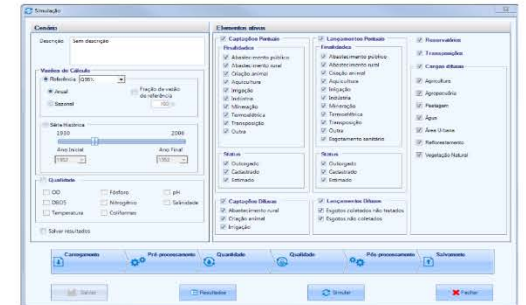 Simulação
Cenário
Descrição Sem descrição
Vazões de Cálculo
Referência
Anual
Sazonal
Fração da vazão de referência
100
Série Histórica
2006
Ano Inicial Ano Final
Qualidade
OD Fósforo pH
DBO5 Nitrogênio Salinidade
Temperatura Coliformes
Salvar resultados
Elementos ativos
Captações Pontuais
Finalidades
Abastecimento público
Abastecimento rural
Criação animal
Aquicultura
Irrigação
Indústria
Mineração
Termoelétrica
Transposição
Outra
Status
Outorgado
Cadastrado
Estimado
Captações Difusas
Abastecimento rural
Criação animal
Irrigação
Lançamentos Pontuais
Finalidades
Abastecimento público
Abastecimento rural
Criação animal
Aquicultura
Irrigação
Indústria
Mineração
Termoelétrica
Transposição
Outra
Esgotamento sanitário
Status
Outorgado
Cadastrado
Estimado
Lançamentos Difusos
Esgotos coletados não tratados
Esgotos não coletados
Reservatórios
Transposições
Cargas difusas
Agricultura
Agropecuária
Pastagem
Água
Área Urbana
Reflorestamento
Vegetação Natural
Carregamento Pré-processamento Quantidade Qualidade Pós-processamento Salvamento
Salvar Resultados Simular Fechar